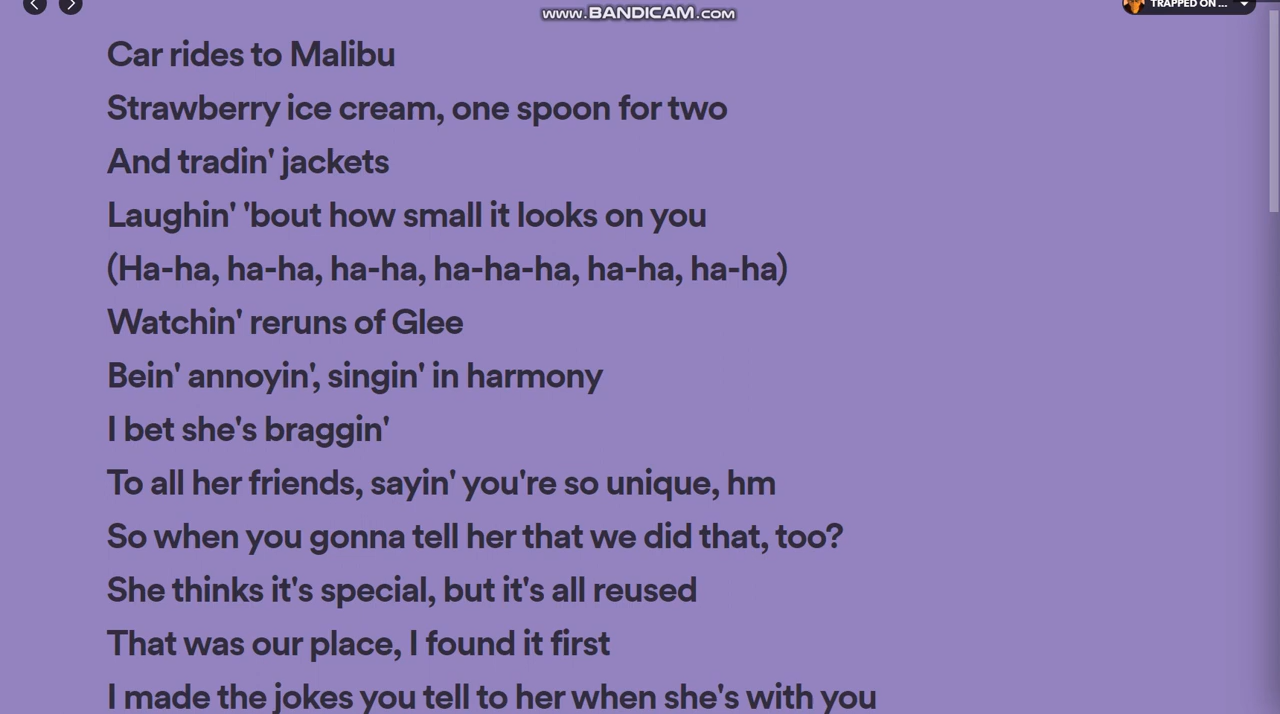 www.BANDICAM.com
TRAPPED ON ...
Car rides to Malibu
Strawberry ice cream, one spoon for two
And tradin' jackets
Laughin' 'bout how small it looks on you
(Ha-ha, ha-ha, ha-ha, ha-ha-ha, ha-ha, ha-ha)
Watchin' reruns of Glee
Bein' annoyin', singin' in harmony
I bet she's braggin'
To all her friends, sayin' you're so unique, hm
So when you gonna tell her that we did that, too?
She thinks it's special, but it's all reused
That was our place, I found it first
I made the jokes you tell to her when she's with you